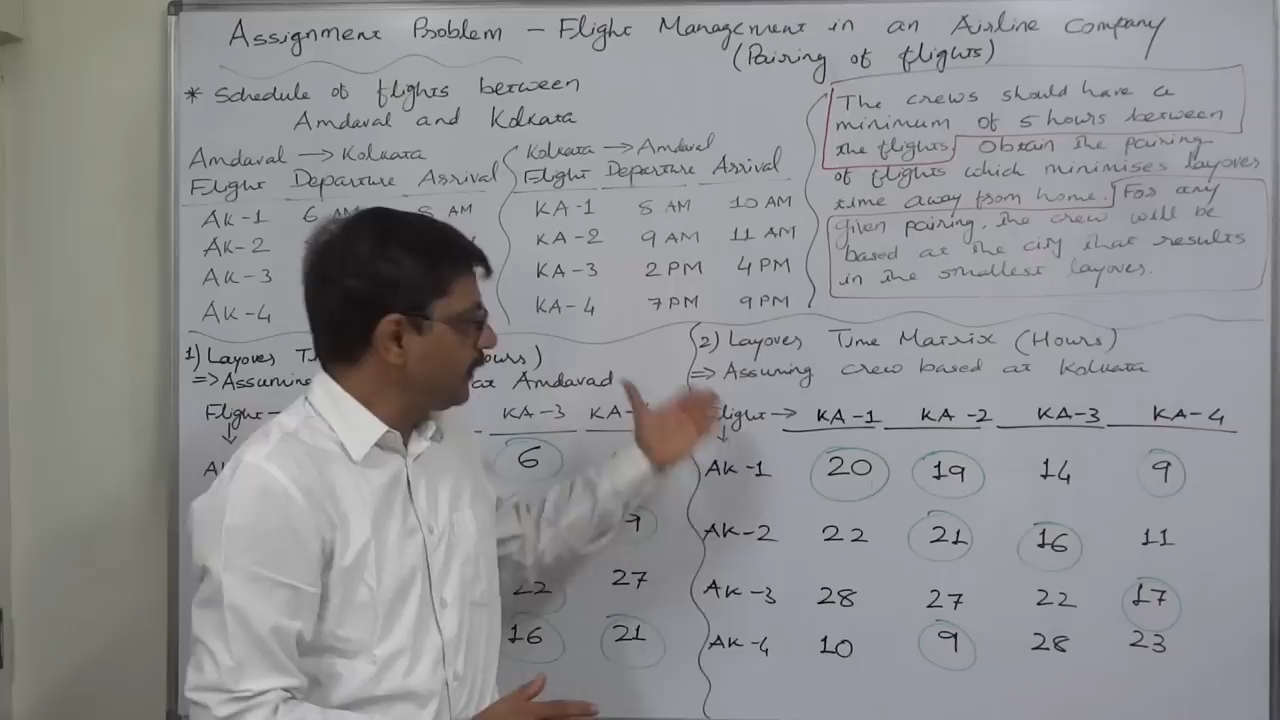 Assignment Problem – Flight Management in an Airline Company
(Pairing of flights)
* Schedule of flights between
Amdaval and Kolkata
Amdaval → Kolkata
Flight Departure Arrival
AK-1 6 AM 8 AM
AK-2
AK-3
AK-4
Kolkata → Amdaval
Flight Departure Arrival
KA-1 8 AM 10 AM
KA-2 9 AM 11 AM
KA-3 2 PM 4 PM
KA-4 7 PM 9 PM
The crews should have a
minimum of 5 hours between
the flights. Obtain the pairing
of flights which minimises layover
time away from home. For any
given pairing, the crew will be
based at the city that results
in the smallest layover.
1) Layover
⇒ Assuming at Amdavad
Flight KA-3
6
22 27
16 21
(2) Layover Time Matrix (Hours)
⇒ Assuming crew based at Kolkata
Flight → KA-1 KA-2 KA-3 KA-4
AK-1 20 19 14 9
AK-2 22 21 16 11
AK-3 28 27 22 17
AK-4 10 9 28 23